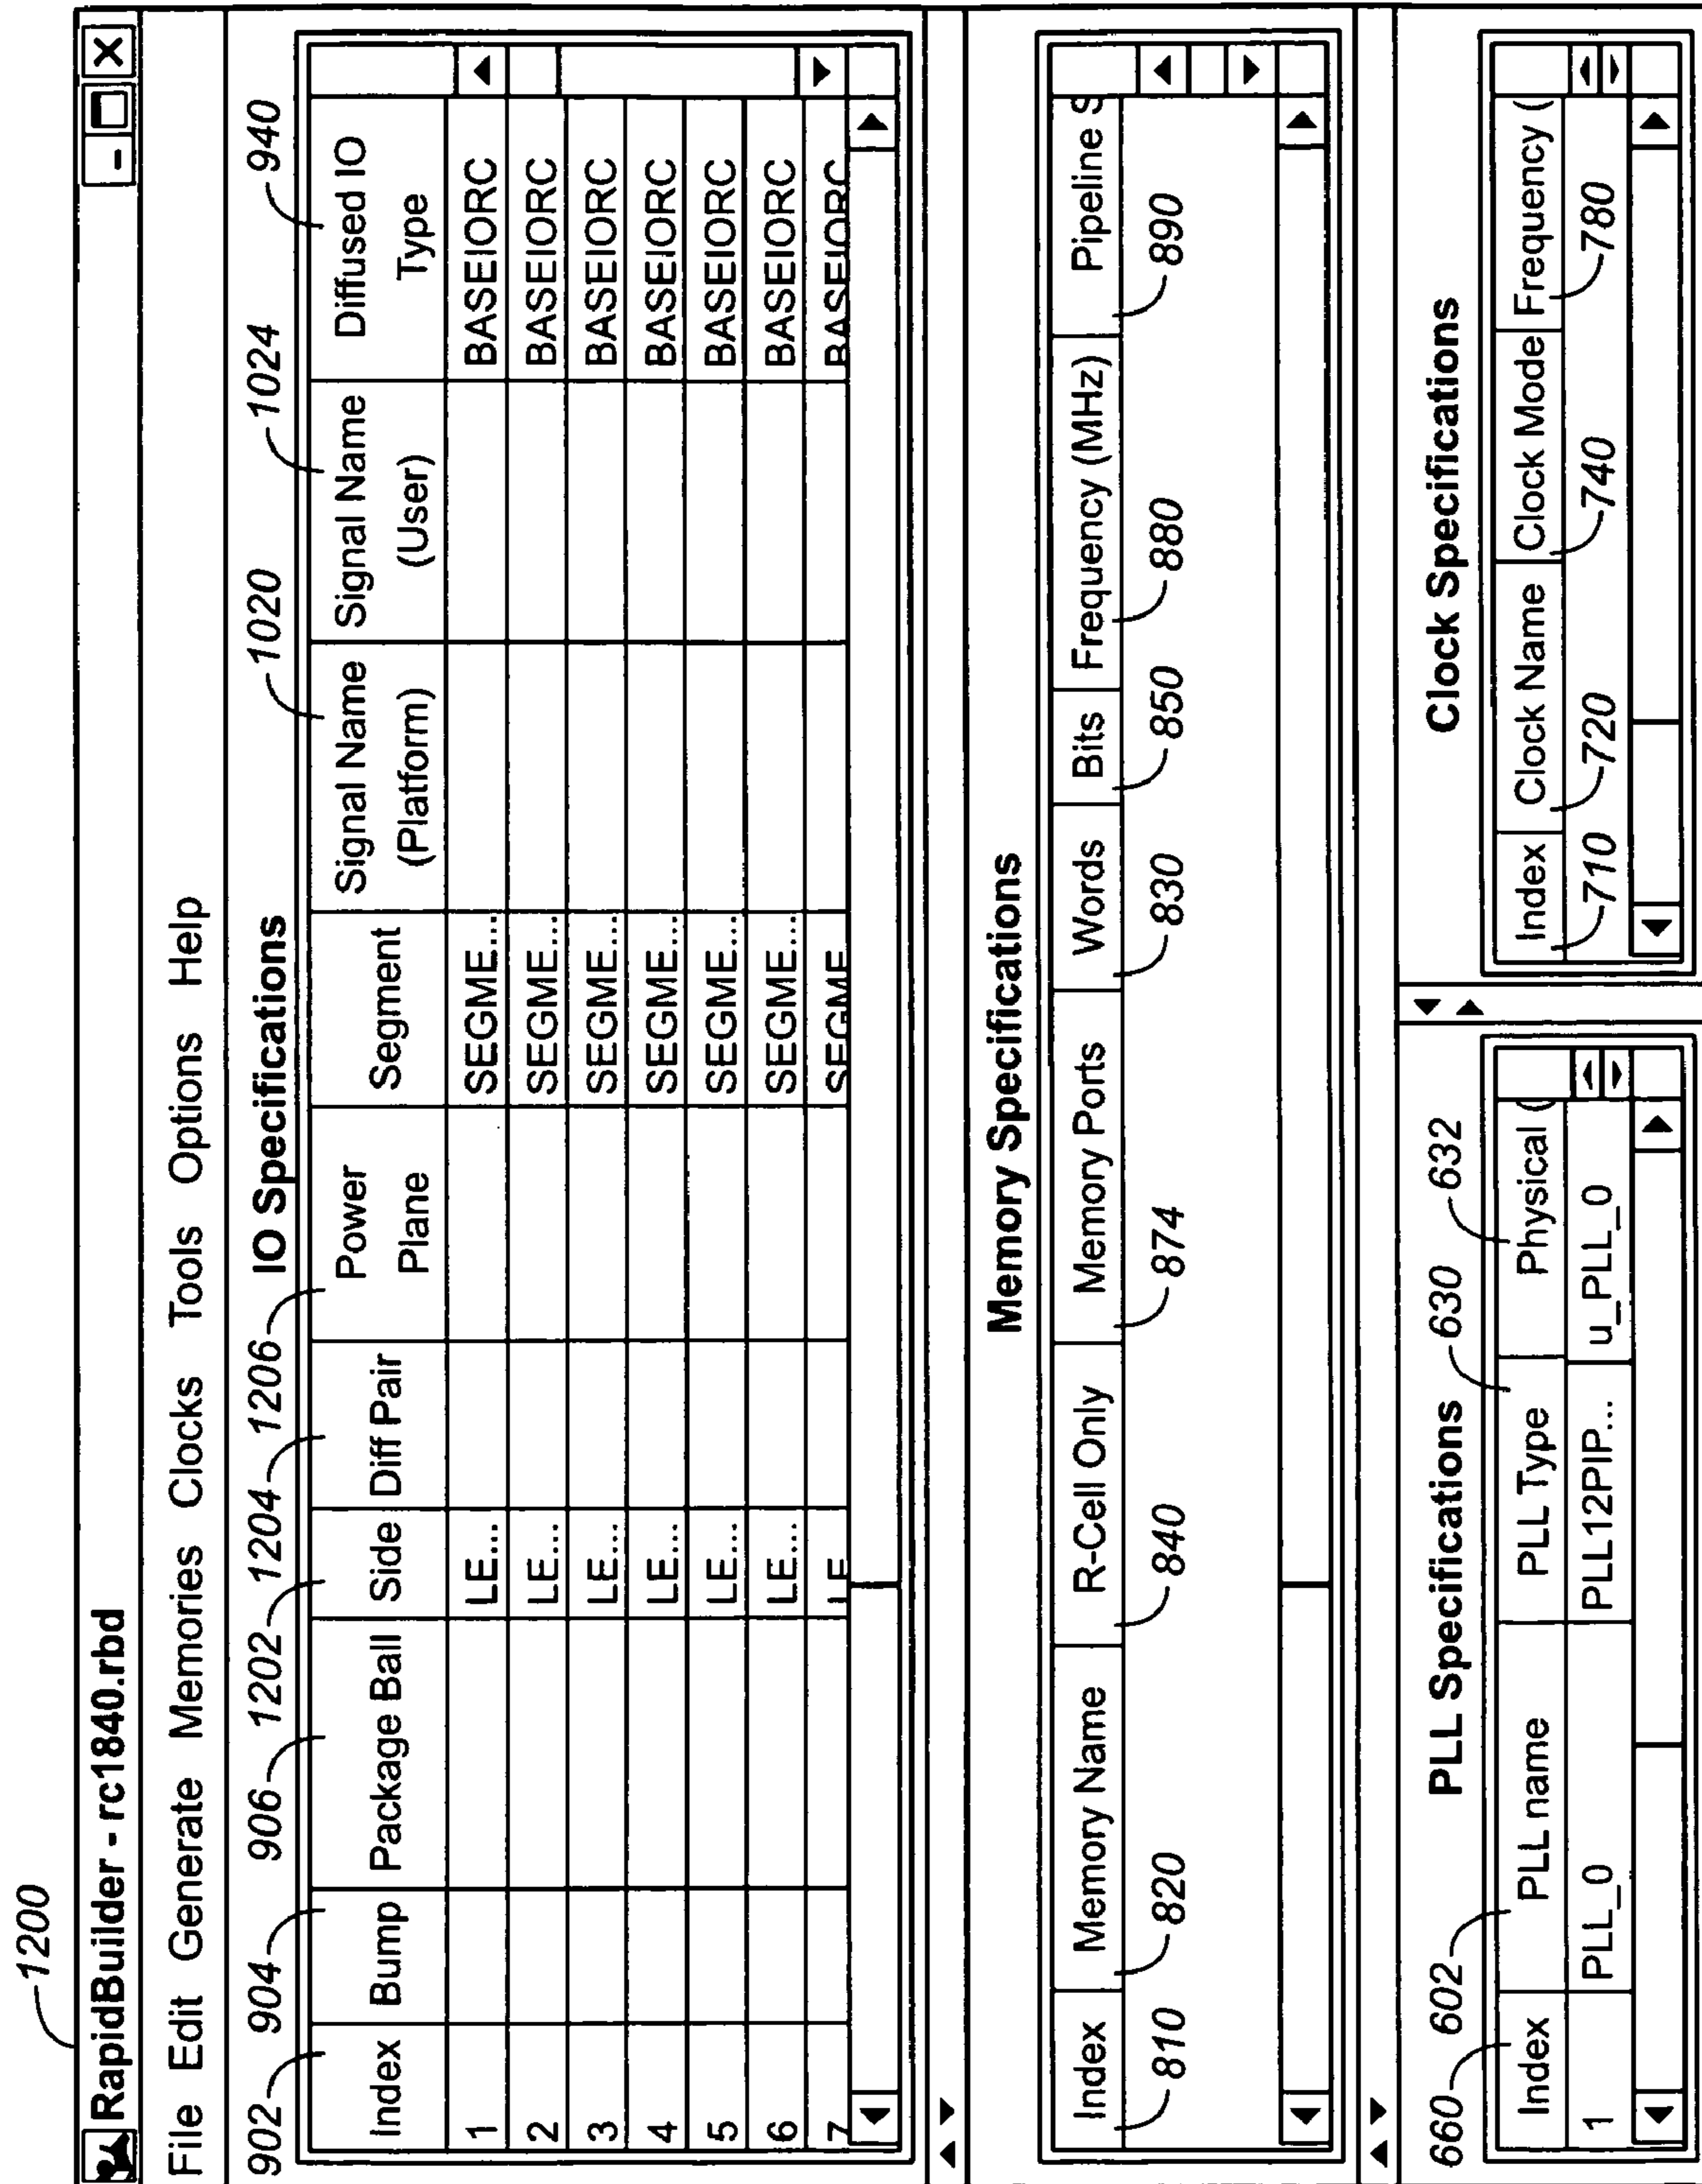 1200
RapidBuilder - rc1840.rbd
File Edit Generate Memories Clocks Tools Options Help
IO Specifications
902 904 906 1202 1204 1206 1020 1024 940
Index Bump Package Ball Side Diff Pair Power Plane Segment Signal Name (Platform) Signal Name (User) Diffused IO Type
1 LE... SEGME... BASEIORC
2 LE... SEGME... BASEIORC
3 LE... SEGME... BASEIORC
4 LE... SEGME... BASEIORC
5 LE... SEGME... BASEIORC
6 LE... SEGME... BASEIORC
7 LE SEGME BASEIORC
Memory Specifications
Index Memory Name R-Cell Only Memory Ports Words Bits Frequency (MHz) Pipeline S
810 820 840 874 830 850 880 890
PLL Specifications
660 602 630 632
Index PLL name PLL Type Physical (
1 PLL_0 PLL12PIP... u_PLL_0
Clock Specifications
Index Clock Name Clock Mode Frequency (
710 720 740 780